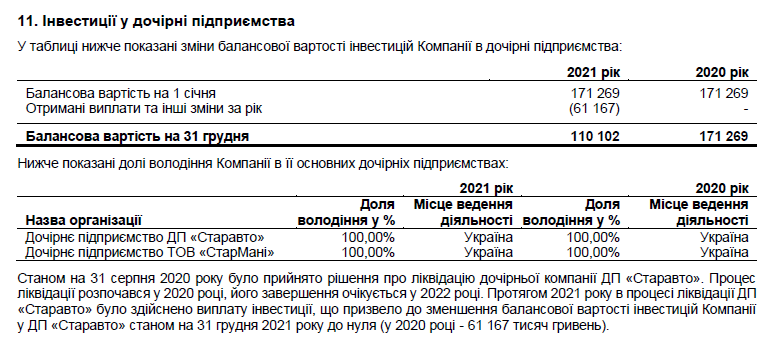 11. Інвестиції у дочірні підприємства
У таблиці нижче показані зміни балансової вартості інвестицій Компанії в дочірні підприємства:
2021 рік 2020 рік
Балансова вартість на 1 січня 171 269 171 269
Отримані виплати та інші зміни за рік (61 167) -
Балансова вартість на 31 грудня 110 102 171 269
Нижче показані долі володіння Компанії в її основних дочірніх підприємствах:
2021 рік 2020 рік
Доля Місце ведення Доля Місце ведення
Назва організації володіння у % діяльності володіння у % діяльності
Дочірнє підприємство ДП «Старавто» 100,00% Україна 100,00% Україна
Дочірнє підприємство ТОВ «СтарМані» 100,00% Україна 100,00% Україна
Станом на 31 серпня 2020 року було прийнято рішення про ліквідацію дочірньої компанії ДП «Старавто». Процес
ліквідації розпочався у 2020 році, його завершення очікується у 2022 році. Протягом 2021 року в процесі ліквідації ДП
«Старавто» було здійснено виплату інвестиції, що призвело до зменшення балансової вартості інвестицій Компанії
у ДП «Старавто» станом на 31 грудня 2021 року до нуля (у 2020 році - 61 167 тисяч гривень).